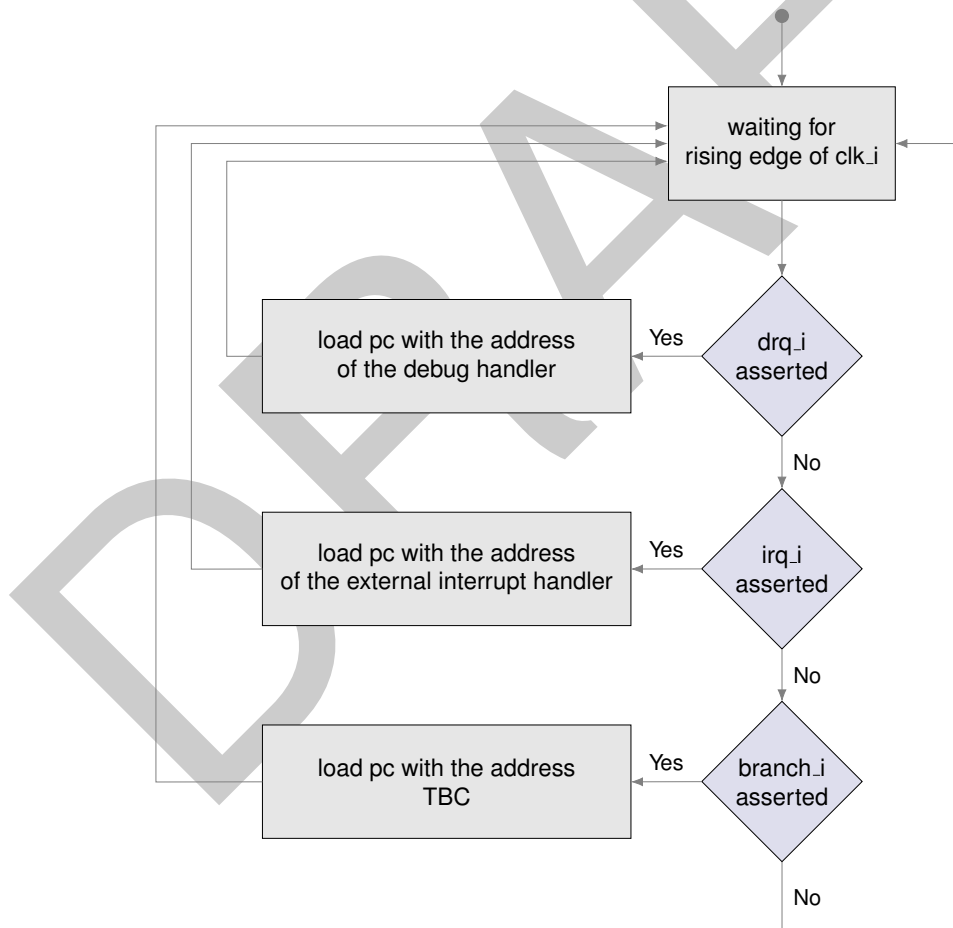 waiting for
rising edge of clk_i
drq_i
asserted
Yes
load pc with the address
of the debug handler
No
irq_i
asserted
Yes
load pc with the address
of the external interrupt handler
No
branch_i
asserted
Yes
load pc with the address
TBC
No
DRAF